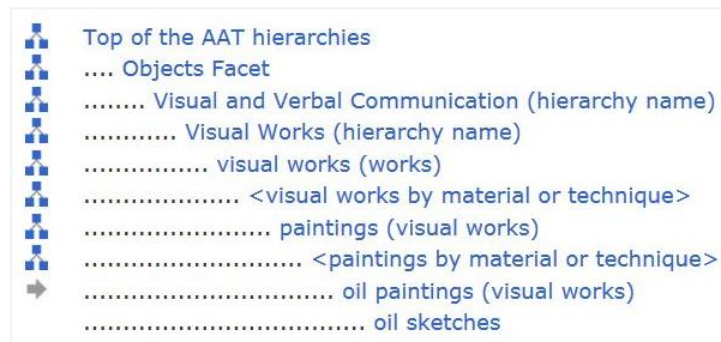 Top of the AAT hierarchies
.... Objects Facet
........ Visual and Verbal Communication (hierarchy name)
............ Visual Works (hierarchy name)
................ visual works (works)
.................... <visual works by material or technique>
........................ paintings (visual works)
............................ <paintings by material or technique>
................................ oil paintings (visual works)
.................................... oil sketches